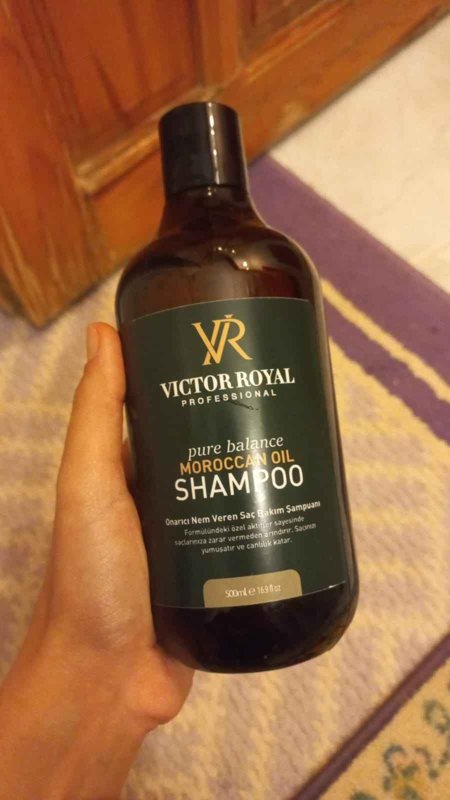 VR
VICTOR ROYAL
PROFESSIONAL
pure balance
MOROCCAN OIL
SHAMPOO
Onarıcı Nem Veren Saç Bakım Şampuanı
Formülündeki özel aktifler sayesinde
saçlarınıza zarar vermeden arındırır. Saçınızı
yumuşatır ve canlılık katar.
500ml ℮ 16.9 fl oz